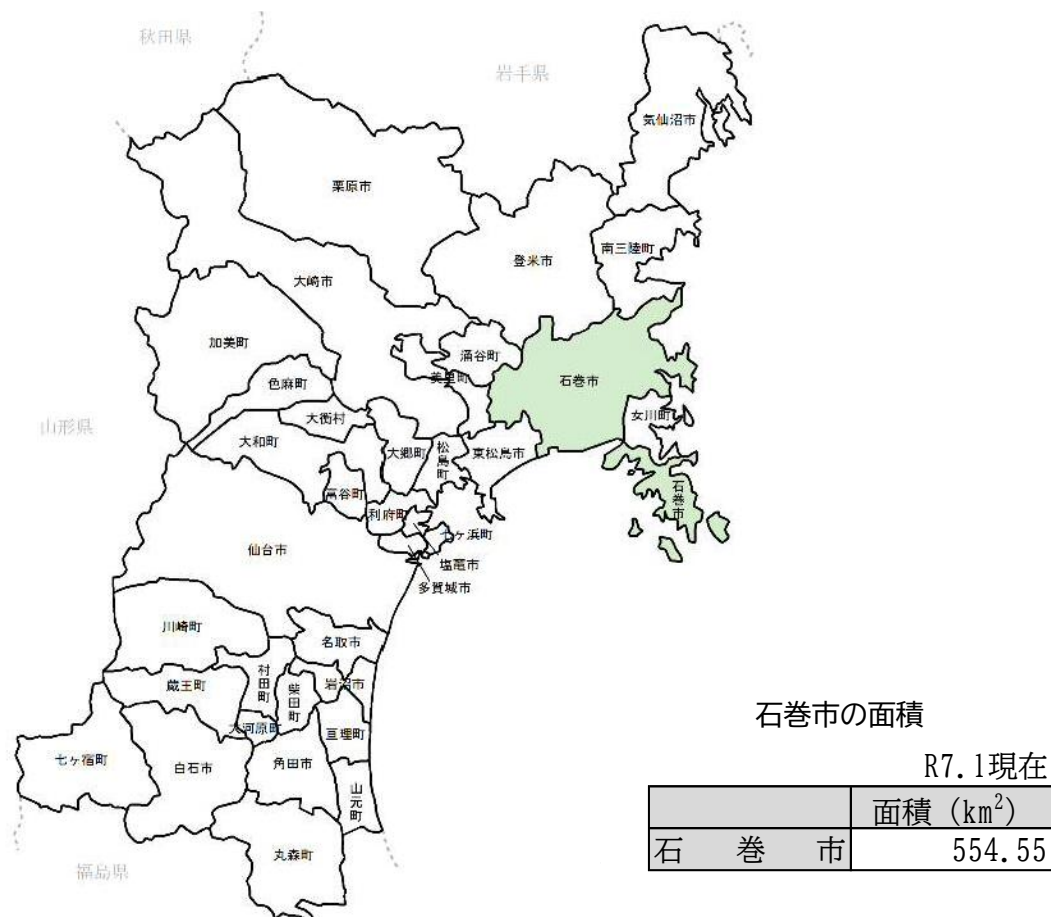 秋田県
岩手県
気仙沼市
栗原市
登米市
南三陸町
大崎市
加美町
涌谷町
美里町
石巻市
色麻町
女川町
大衡村
山形県
大和町
大郷町
松島町
東松島市
富谷町
石巻市
利府町
七ヶ浜町
仙台市
塩竈市
多賀城市
川崎町
名取市
村田町
柴田町
岩沼市
蔵王町
大河原町
亘理町
七ヶ宿町
白石市
角田市
山元町
丸森町
福島県
石巻市の面積
R7.1現在
面積（km²）
石巻市 554.55